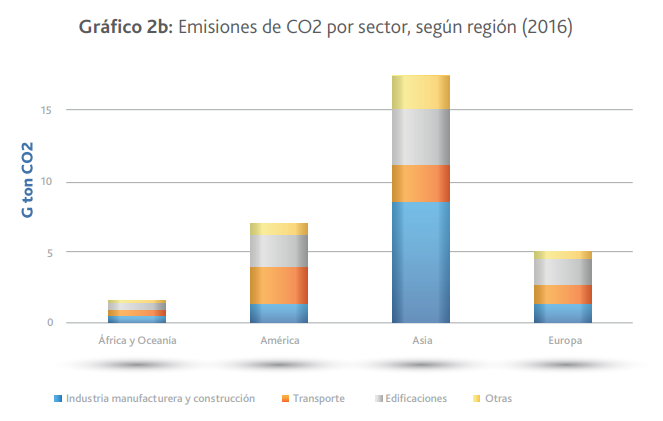 Gráfico 2b: Emisiones de CO2 por sector, según región (2016)
G ton CO2
15
10
5
0
África y Oceanía América Asia Europa
Industria manufacturera y construcción Transporte Edificaciones Otras